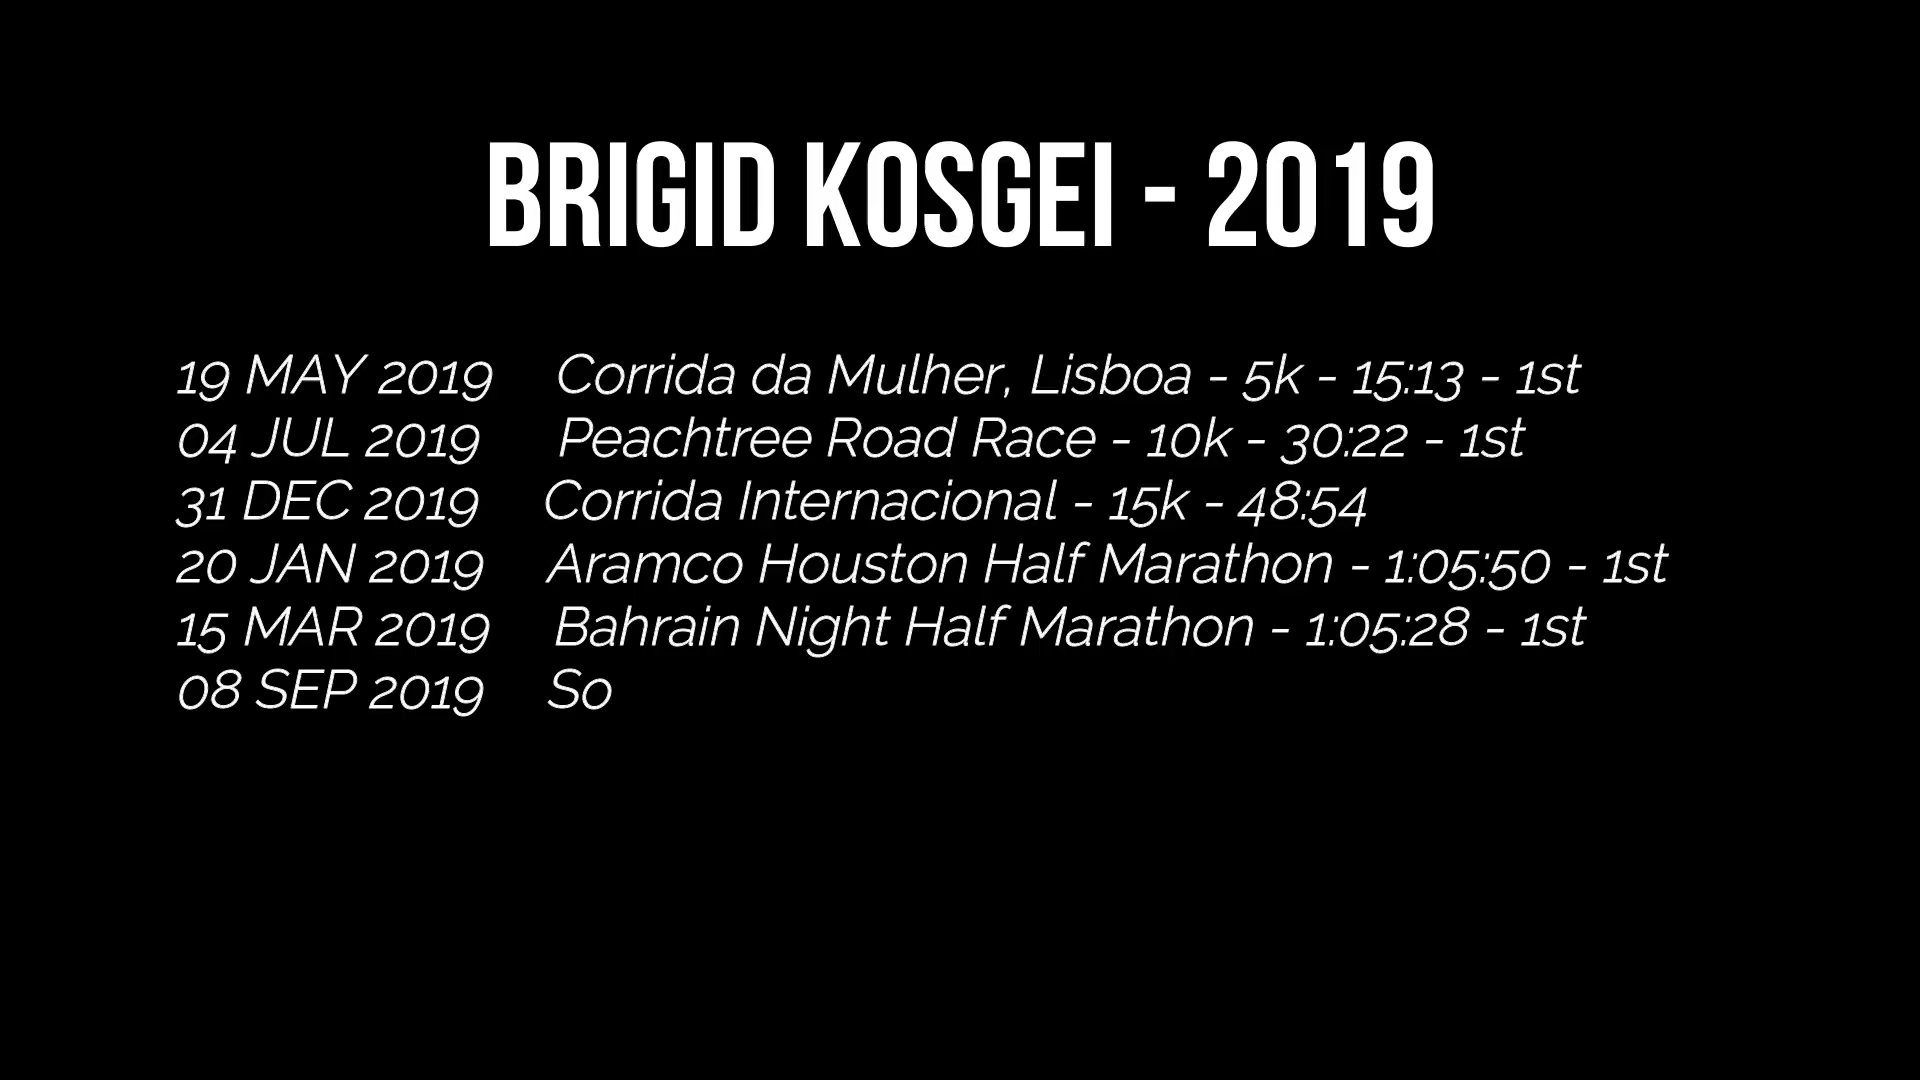 BRIGID KOSGEI - 2019
19 MAY 2019 Corrida da Mulher, Lisboa - 5k - 15:13 - 1st
04 JUL 2019 Peachtree Road Race - 10k - 30:22 - 1st
31 DEC 2019 Corrida Internacional - 15k - 48:54
20 JAN 2019 Aramco Houston Half Marathon - 1:05:50 - 1st
15 MAR 2019 Bahrain Night Half Marathon - 1:05:28 - 1st
08 SEP 2019 So